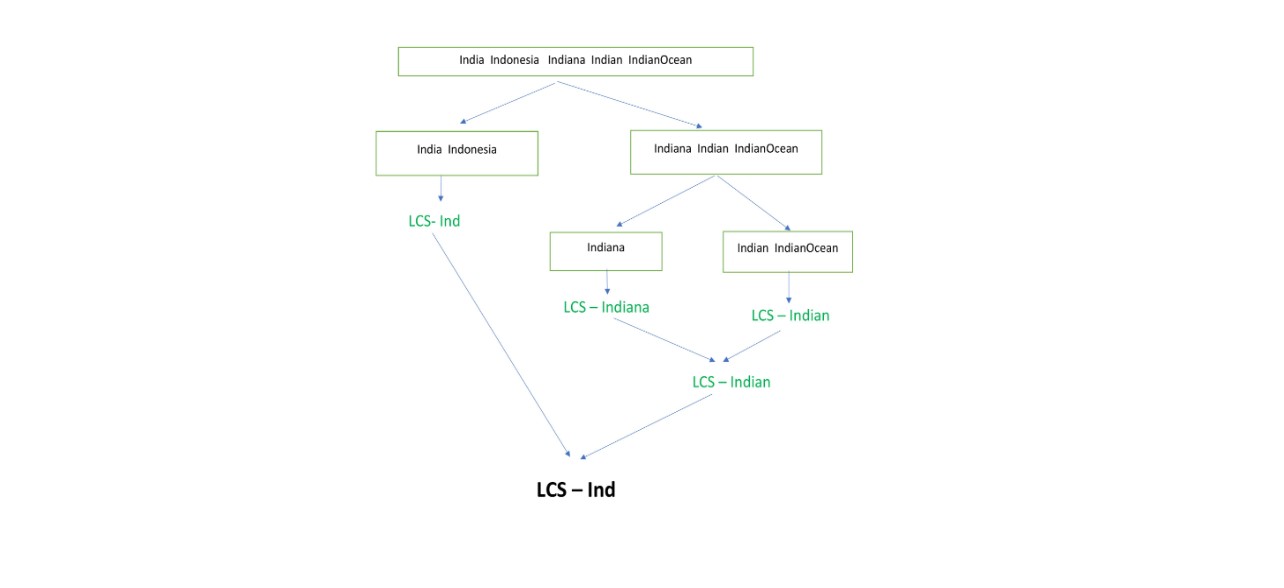 India Indonesia Indiana Indian IndianOcean
India Indonesia
Indiana Indian IndianOcean
LCS- Ind
Indiana
Indian IndianOcean
LCS – Indiana
LCS – Indian
LCS – Indian
LCS – Ind